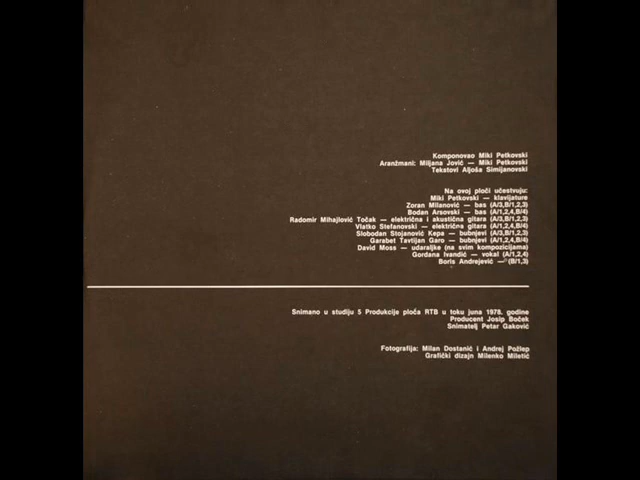 Komponovao Miki Petkovski
Aranžmani: Miljana Jović — Miki Petkovski
Tekstovi Aljoša Simijanovski
Na ovoj ploči učestvuju:
Miki Petkovski — klavijature
Zoran Milanović — bas (A/3,B/1,2,3)
Bodan Arsovski — bas (A/1,2,4,B/4)
Radomir Mihajlović Točak — električna i akustična gitara (A/3,B/1,2,3)
Vlatko Stefanovski — električna gitara (A/1,2,4,B/4)
Slobodan Stojanović Kepa — bubnjevi (A/3,B/1,2,3)
Garabet Tavitjan Garo — bubnjevi (A/1,2,4,B/4)
David Moss — udaraljke (na svim kompozicijama)
Gordana Ivandić — vokal (A/1,2,4)
Boris Andrejević — (B/1,3)
Snimano u studiju 5 Produkcije ploča RTB u toku juna 1978. godine
Producent Josip Boček
Snimatelj Petar Gaković
Fotografija: Milan Dostanić i Andrej Požlep
Grafički dizajn Milenko Miletić